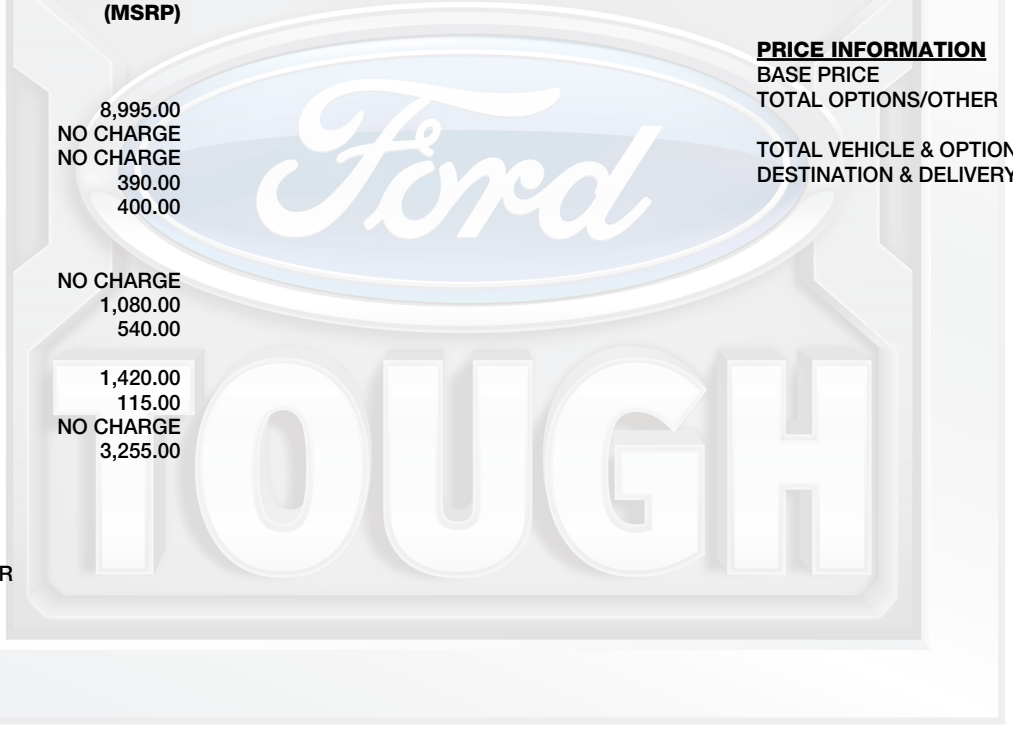 (MSRP)
8,995.00
NO CHARGE
NO CHARGE
390.00
400.00
NO CHARGE
1,080.00
540.00
1,420.00
115.00
NO CHARGE
3,255.00
R
PRICE INFORMATION
BASE PRICE
TOTAL OPTIONS/OTHER
TOTAL VEHICLE & OPTION
DESTINATION & DELIVERY
Ford
TOUGH